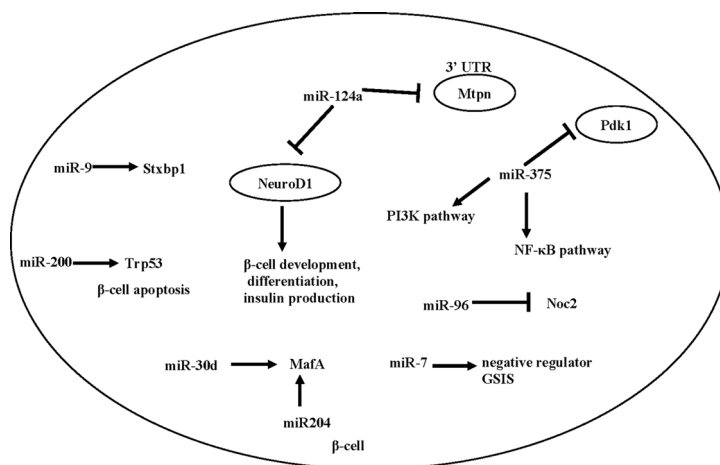 3' UTR
miR-124a
Mtpn
Pdk1
miR-9
Stxbp1
NeuroD1
miR-375
PI3K pathway
NF-κB pathway
miR-200
Trp53
β-cell apoptosis
β-cell development,
differentiation,
insulin production
miR-96
Noc2
miR-30d
MafA
miR-7
negative regulator
GSIS
miR204
β-cell